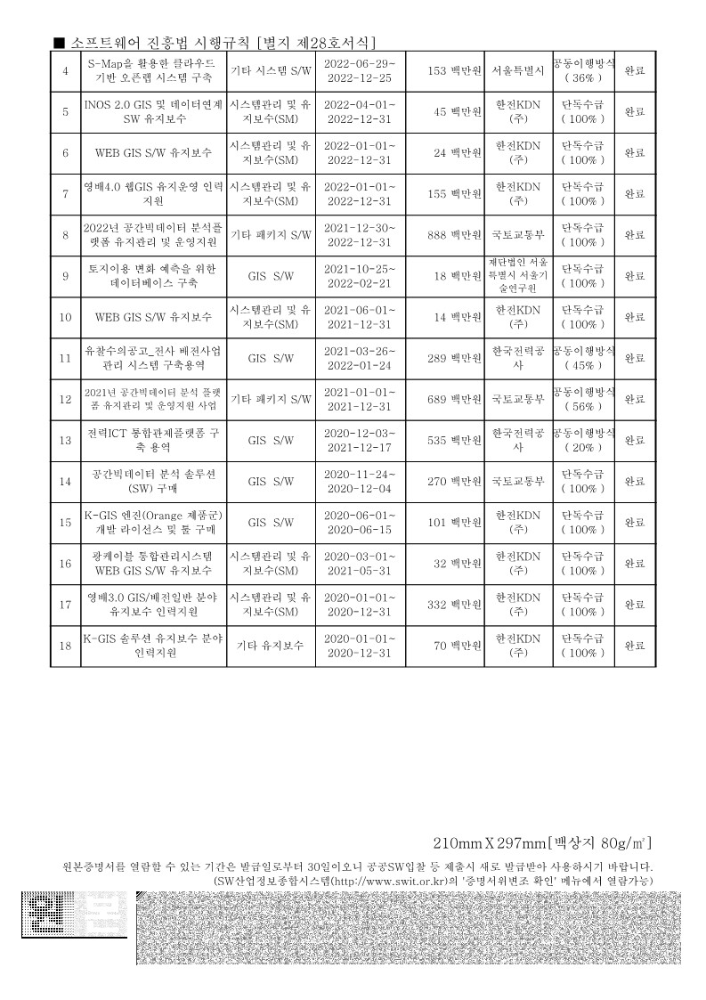 ■ 소프트웨어 진흥법 시행규칙 [별지 제28호서식]
4 S-Map을 활용한 클라우드 기반 오픈랩 시스템 구축 기타 시스템 S/W 2022-06-29~ 2022-12-25 153 백만원 서울특별시 공동이행방식 ( 36% ) 완료
5 INOS 2.0 GIS 및 데이터연계 SW 유지보수 시스템관리 및 유지보수(SM) 2022-04-01~ 2022-12-31 45 백만원 한전KDN (주) 단독수급 ( 100% ) 완료
6 WEB GIS S/W 유지보수 시스템관리 및 유지보수(SM) 2022-01-01~ 2022-12-31 24 백만원 한전KDN (주) 단독수급 ( 100% ) 완료
7 영배4.0 웹GIS 유지운영 인력 지원 시스템관리 및 유지보수(SM) 2022-01-01~ 2022-12-31 155 백만원 한전KDN (주) 단독수급 ( 100% ) 완료
8 2022년 공간빅데이터 분석플랫폼 유지관리 및 운영지원 기타 패키지 S/W 2021-12-30~ 2022-12-31 888 백만원 국토교통부 단독수급 ( 100% ) 완료
9 토지이용 변화 예측을 위한 데이터베이스 구축 GIS S/W 2021-10-25~ 2022-02-21 18 백만원 재단법인 서울특별시 서울기술연구원 단독수급 ( 100% ) 완료
10 WEB GIS S/W 유지보수 시스템관리 및 유지보수(SM) 2021-06-01~ 2021-12-31 14 백만원 한전KDN (주) 단독수급 ( 100% ) 완료
11 유찰수의공고_전사 배전사업 관리 시스템 구축용역 GIS S/W 2021-03-26~ 2022-01-24 289 백만원 한국전력공사 공동이행방식 ( 45% ) 완료
12 2021년 공간빅데이터 분석 플랫폼 유지관리 및 운영지원 사업 기타 패키지 S/W 2021-01-01~ 2021-12-31 689 백만원 국토교통부 공동이행방식 ( 56% ) 완료
13 전력ICT 통합관제플랫폼 구축 용역 GIS S/W 2020-12-03~ 2021-12-17 535 백만원 한국전력공사 공동이행방식 ( 20% ) 완료
14 공간빅데이터 분석 솔루션 (SW) 구매 GIS S/W 2020-11-24~ 2020-12-04 270 백만원 국토교통부 단독수급 ( 100% ) 완료
15 K-GIS 엔진(Orange 제품군) 개발 라이선스 및 툴 구매 GIS S/W 2020-06-01~ 2020-06-15 101 백만원 한전KDN (주) 단독수급 ( 100% ) 완료
16 광케이블 통합관리시스템 WEB GIS S/W 유지보수 시스템관리 및 유지보수(SM) 2020-03-01~ 2021-05-31 32 백만원 한전KDN (주) 단독수급 ( 100% ) 완료
17 영배3.0 GIS/배전일반 분야 유지보수 인력지원 시스템관리 및 유지보수(SM) 2020-01-01~ 2020-12-31 332 백만원 한전KDN (주) 단독수급 ( 100% ) 완료
18 K-GIS 솔루션 유지보수 분야 인력지원 기타 유지보수 2020-01-01~ 2020-12-31 70 백만원 한전KDN (주) 단독수급 ( 100% ) 완료
210mm X 297mm[백상지 80g/㎡]
원본증명서를 열람할 수 있는 기간은 발급일로부터 30일이오니 공공SW입찰 등 제출시 새로 발급받아 사용하시기 바랍니다.
(SW산업정보종합시스템(http://www.swit.or.kr)의 '증명서위변조 확인' 메뉴에서 열람가능)